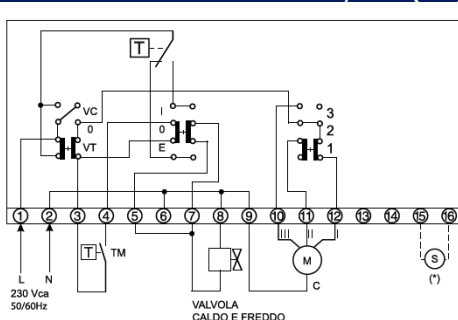 T
VC
I
3
0
0
2
VT
E
1
1 2 3 4 5 6 7 8 9 10 11 12 13 14 15 16
III II I
T TM
L N
M
S
(*)
C
230 Vca
50/60Hz
VALVOLA
CALDO E FREDDO